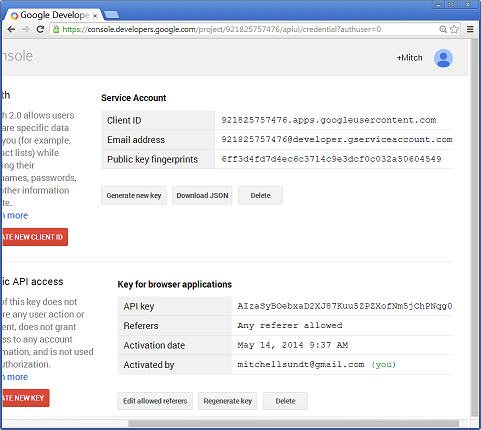 Google Develope
https://console.developers.google.com/project/921825757476/apiui/credential?authuser=0
nsole
+Mitch
th
h 2.0 allows users
are specific data
you (for example,
act lists) while
ing their
names, passwords,
other information
te.
n more
ATE NEW CLIENT ID
Service Account
Client ID 921825757476.apps.googleusercontent.com
Email address 921825757476@developer.gserviceaccount.com
Public key fingerprints 6ff3d4fd7d4ec6c3714c9e3dcf0c032a50604549
Generate new key Download JSON Delete
ic API access
of this key does not
re any user action or
ent, does not grant
ss to any account
mation, and is not used
uthorization.
n more
ATE NEW KEY
Key for browser applications
API key AIzaSyBOebxaD2XJ87Kuu5ZPZXofNm5jChPNqg0
Referers Any referer allowed
Activation date May 14, 2014 9:37 AM
Activated by mitchellsundt@gmail.com (you)
Edit allowed referers Regenerate key Delete